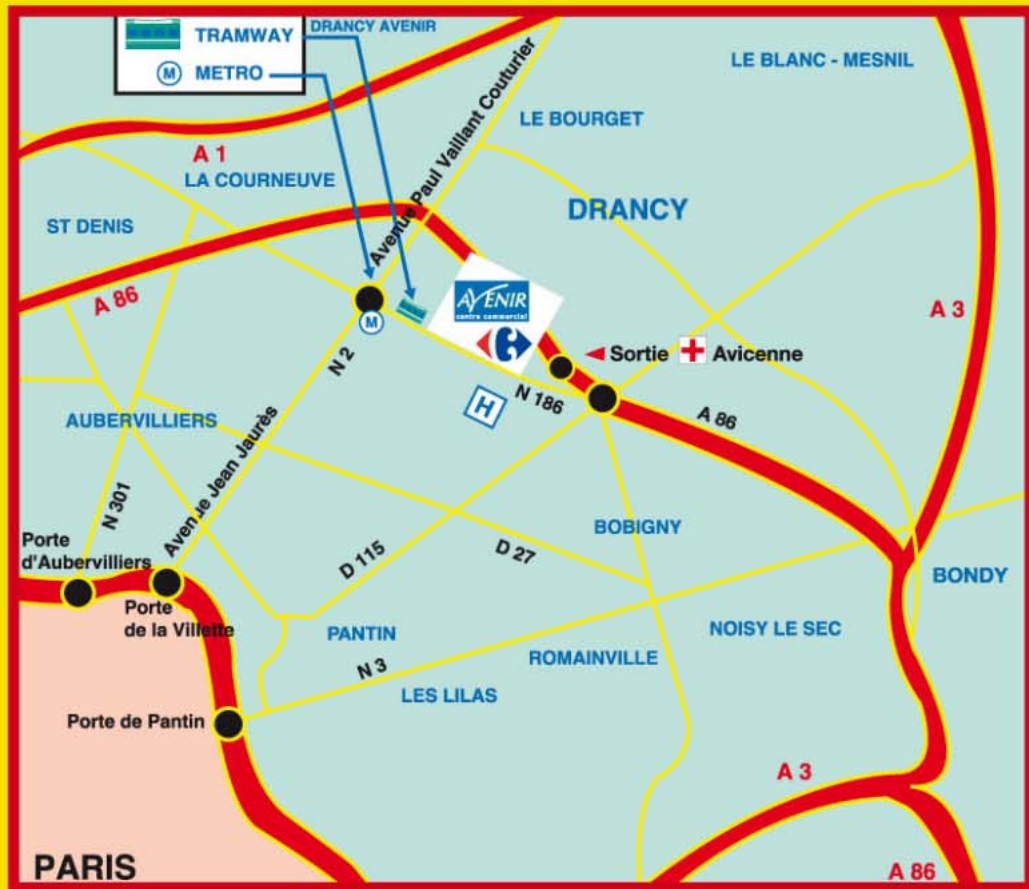 TRAMWAY
DRANCY AVENIR
M METRO
LE BLANC - MESNIL
LE BOURGET
Avenue Paul Vaillant Couturier
A 1
LA COURNEUVE
DRANCY
ST DENIS
A 86
AVENIR
centre commercial
A 3
M
N 2
Sortie Avicenne
N 186
H
A 86
AUBERVILLIERS
Avenue Jean Jaurès
N 301
BOBIGNY
Porte
d'Aubervilliers
D 115
D 27
BONDY
Porte
de la Villette
PANTIN
NOISY LE SEC
ROMAINVILLE
N 3
LES LILAS
Porte de Pantin
A 3
PARIS
A 86